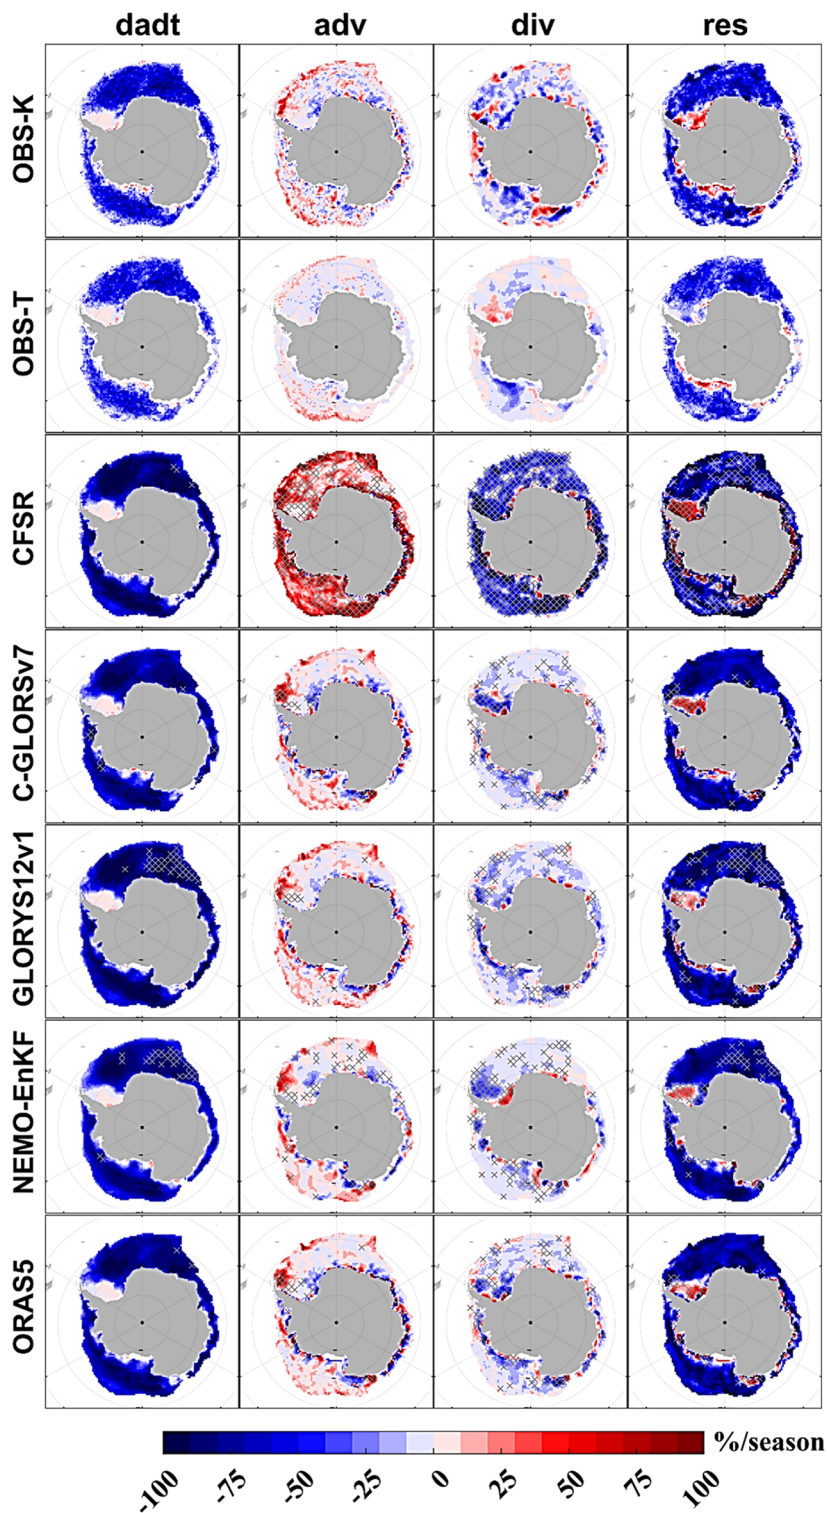 dadt adv div res
OBS-K
OBS-T
CFSR
C-GLORSv7
GLORYS12v1
NEMO-EnKF
ORAS5
%/season
-100 -75 -50 -25 0 25 50 75 100